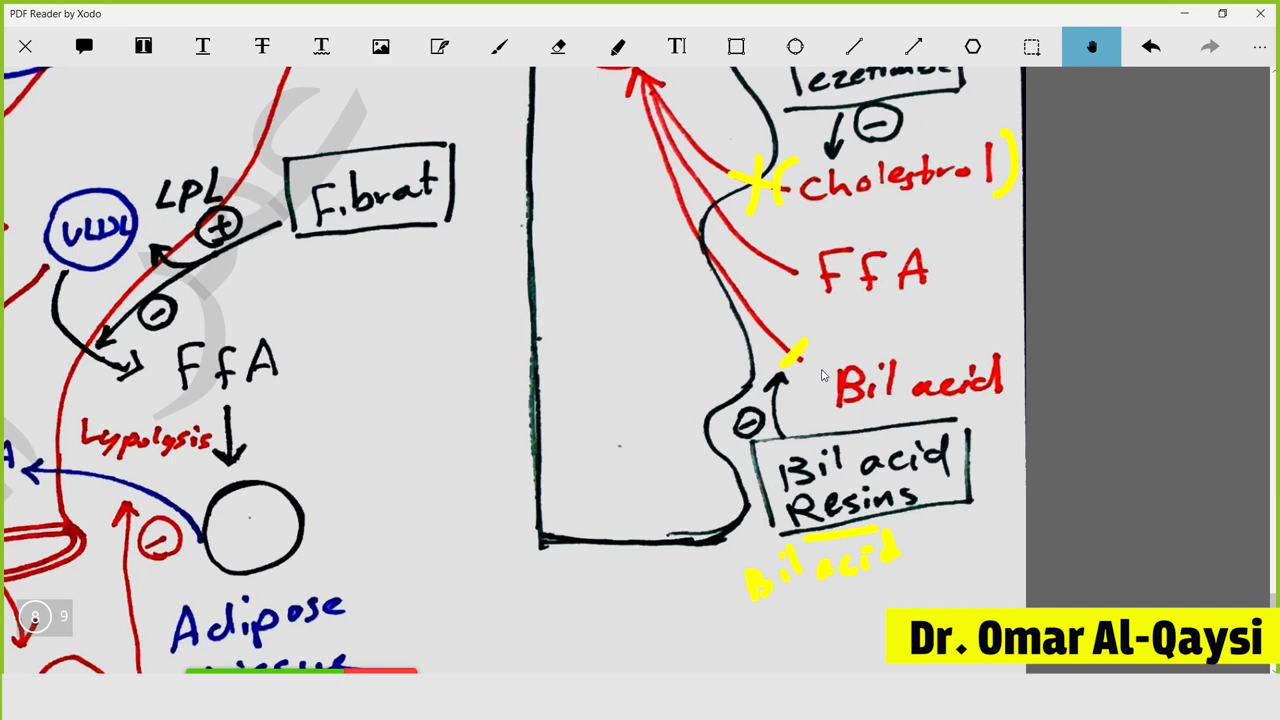 PDF Reader by Xodo
ezetimab
Cholestrol
LPL
Fibrat
VLDL
FfA
FfA
Bil acid
Lypolysis
Bil acid
Resins
Bil acid
A
8 9
Adipose
Dr. Omar Al-Qaysi